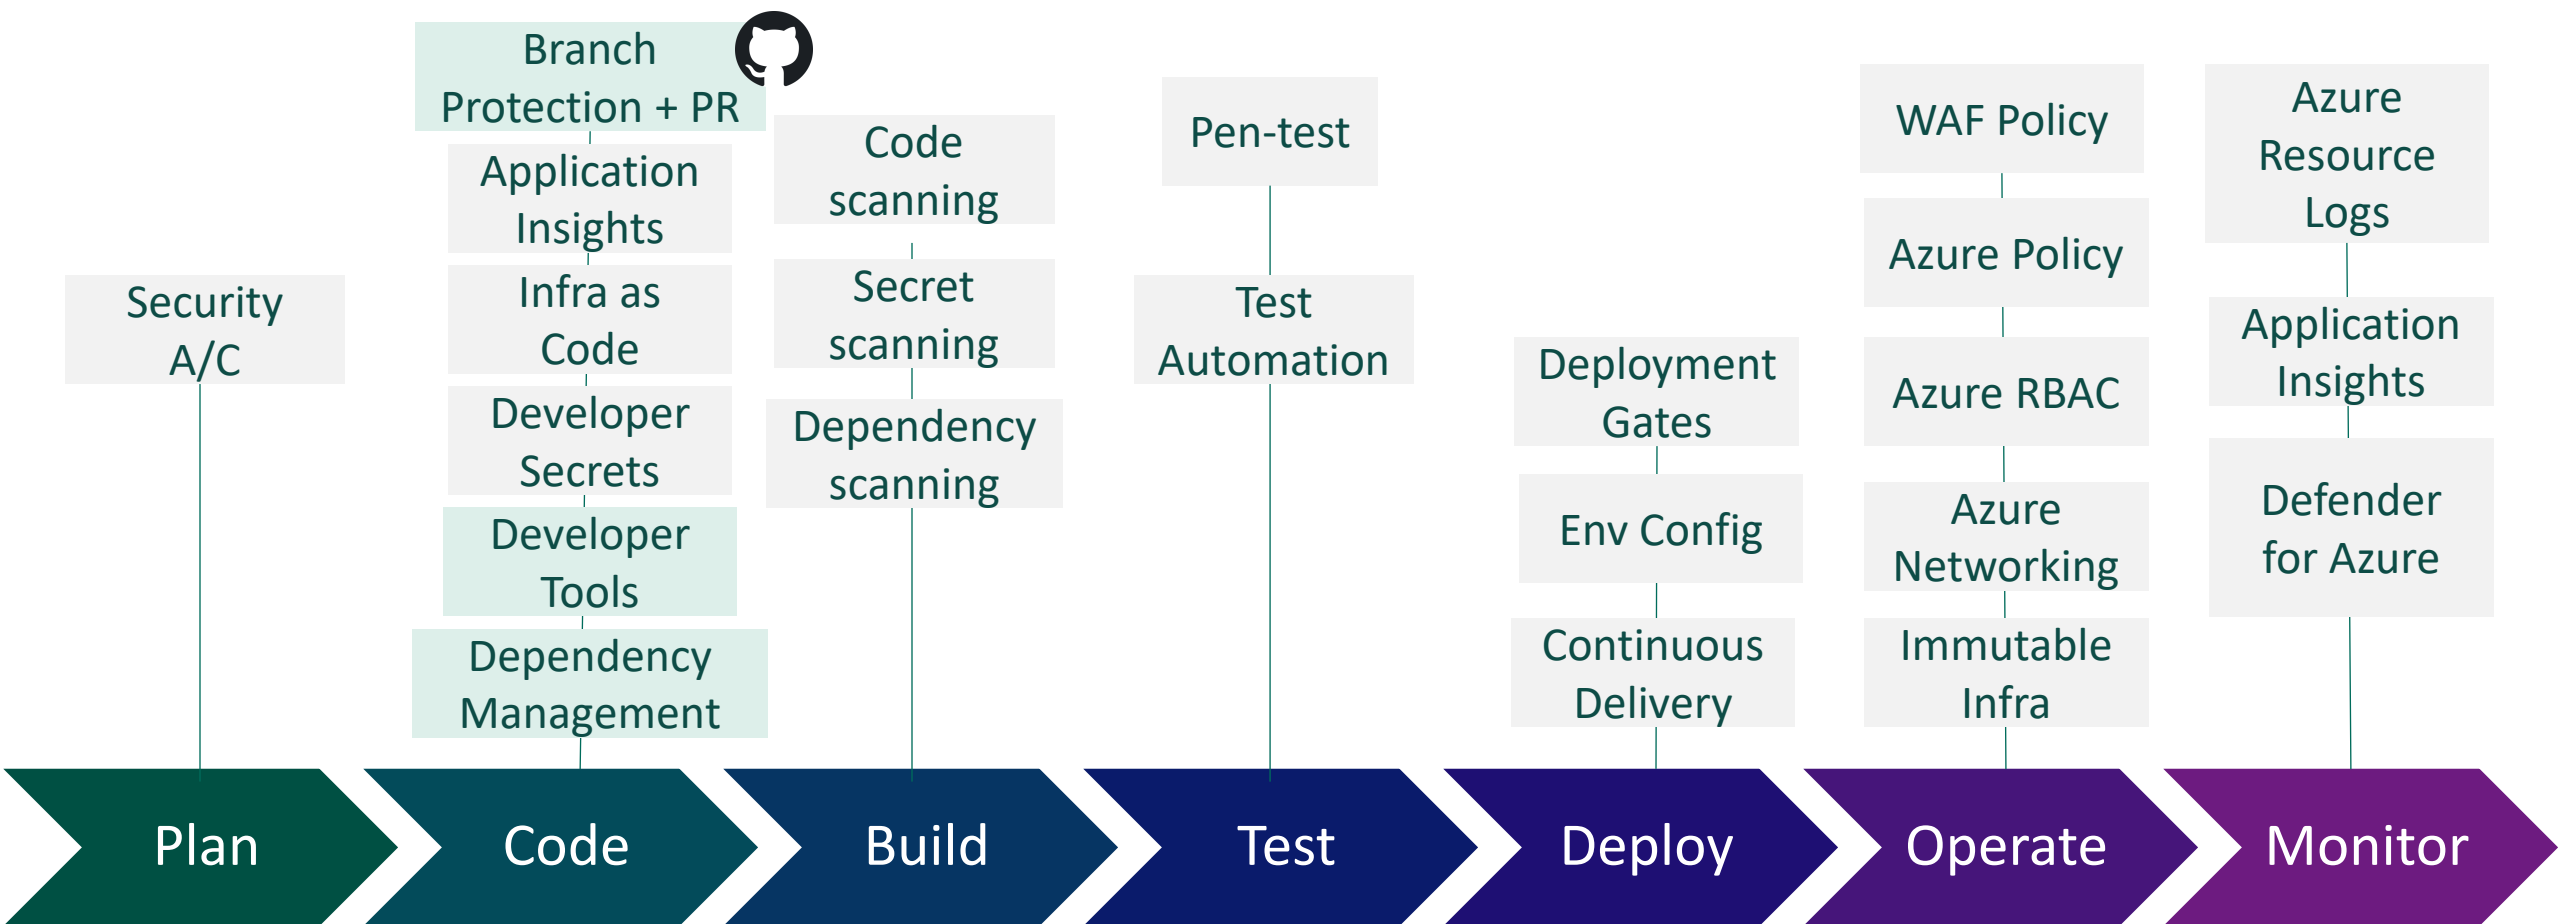 Security
A/C
Branch
Protection + PR
Application
Insights
Infra as
Code
Developer
Secrets
Developer
Tools
Dependency
Management
Code
scanning
Secret
scanning
Dependency
scanning
Pen-test
Test
Automation
Deployment
Gates
Env Config
Continuous
Delivery
WAF Policy
Azure Policy
Azure RBAC
Azure
Networking
Immutable
Infra
Azure
Resource
Logs
Application
Insights
Defender
for Azure
Plan
Code
Build
Test
Deploy
Operate
Monitor